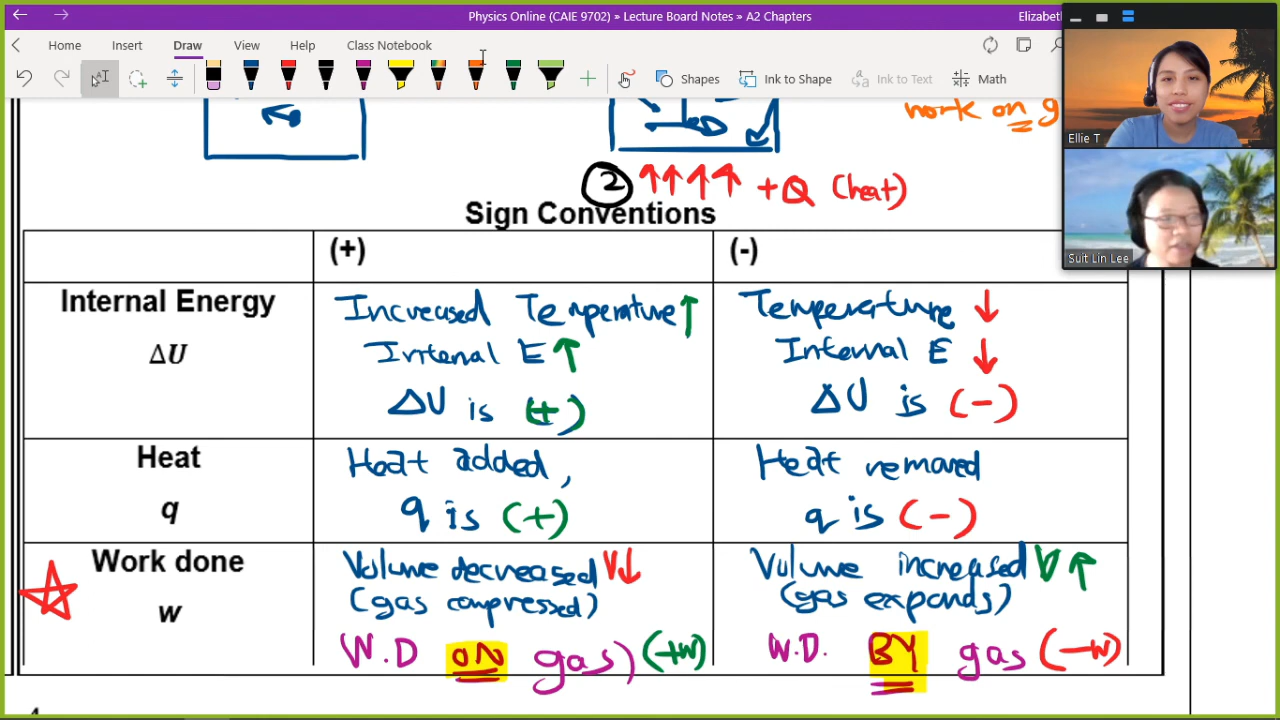 Physics Online (CAIE 9702) » Lecture Board Notes » A2 Chapters
Elizabeth
Home Insert Draw View Help Class Notebook
Shapes Ink to Shape Ink to Text Math
work on g
Ellie T
Suit Lin Lee
2 ↑↑↑↑ +Q (heat)
Sign Conventions
(+) (-)
Internal Energy
ΔU
Increased Temperature ↑
Internal E ↑
ΔU is (+)
Temperature ↓
Internal E ↓
ΔU is (-)
Heat
q
Heat added,
q is (+)
Heat removed
q is (-)
Work done
w
Volume decreased V↓
(gas compressed)
W.D ON gas) (+W)
Volume increased V ↑
(gas expands)
W.D. BY gas (-W)